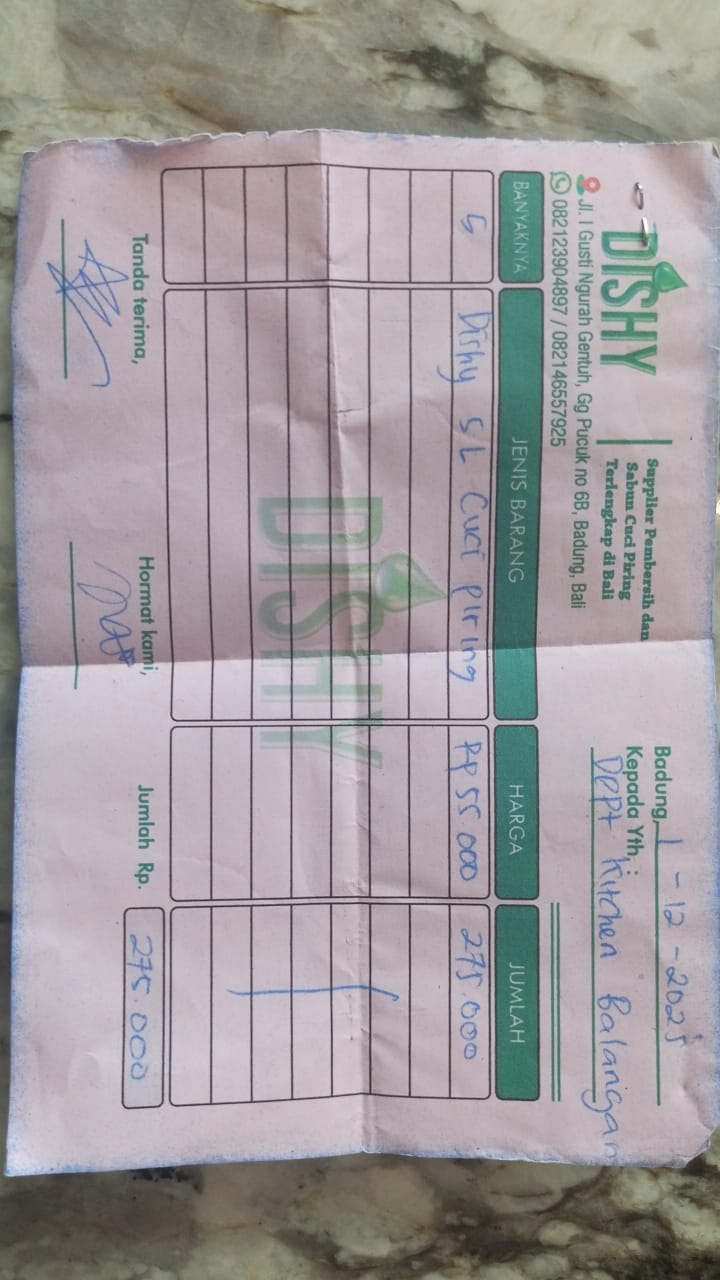 DISHY
Supplier Pembersih dan
Sabun Cuci Piring
Terlengkap di Bali
Jl. I Gusti Ngurah Gentuh, Gg Pucuk no 6B, Badung, Bali
082123904897 / 082146557925
Badung, 1 - 12 - 2025
Kepada Yth, :
Dept Kitchen Balangan
BANYAKNYA JENIS BARANG HARGA JUMLAH
5 Dishy 5 L Cuci piring Rp 55.000 275.000
DISHY
Tanda terima, Hormat kami, Jumlah Rp. 275.000